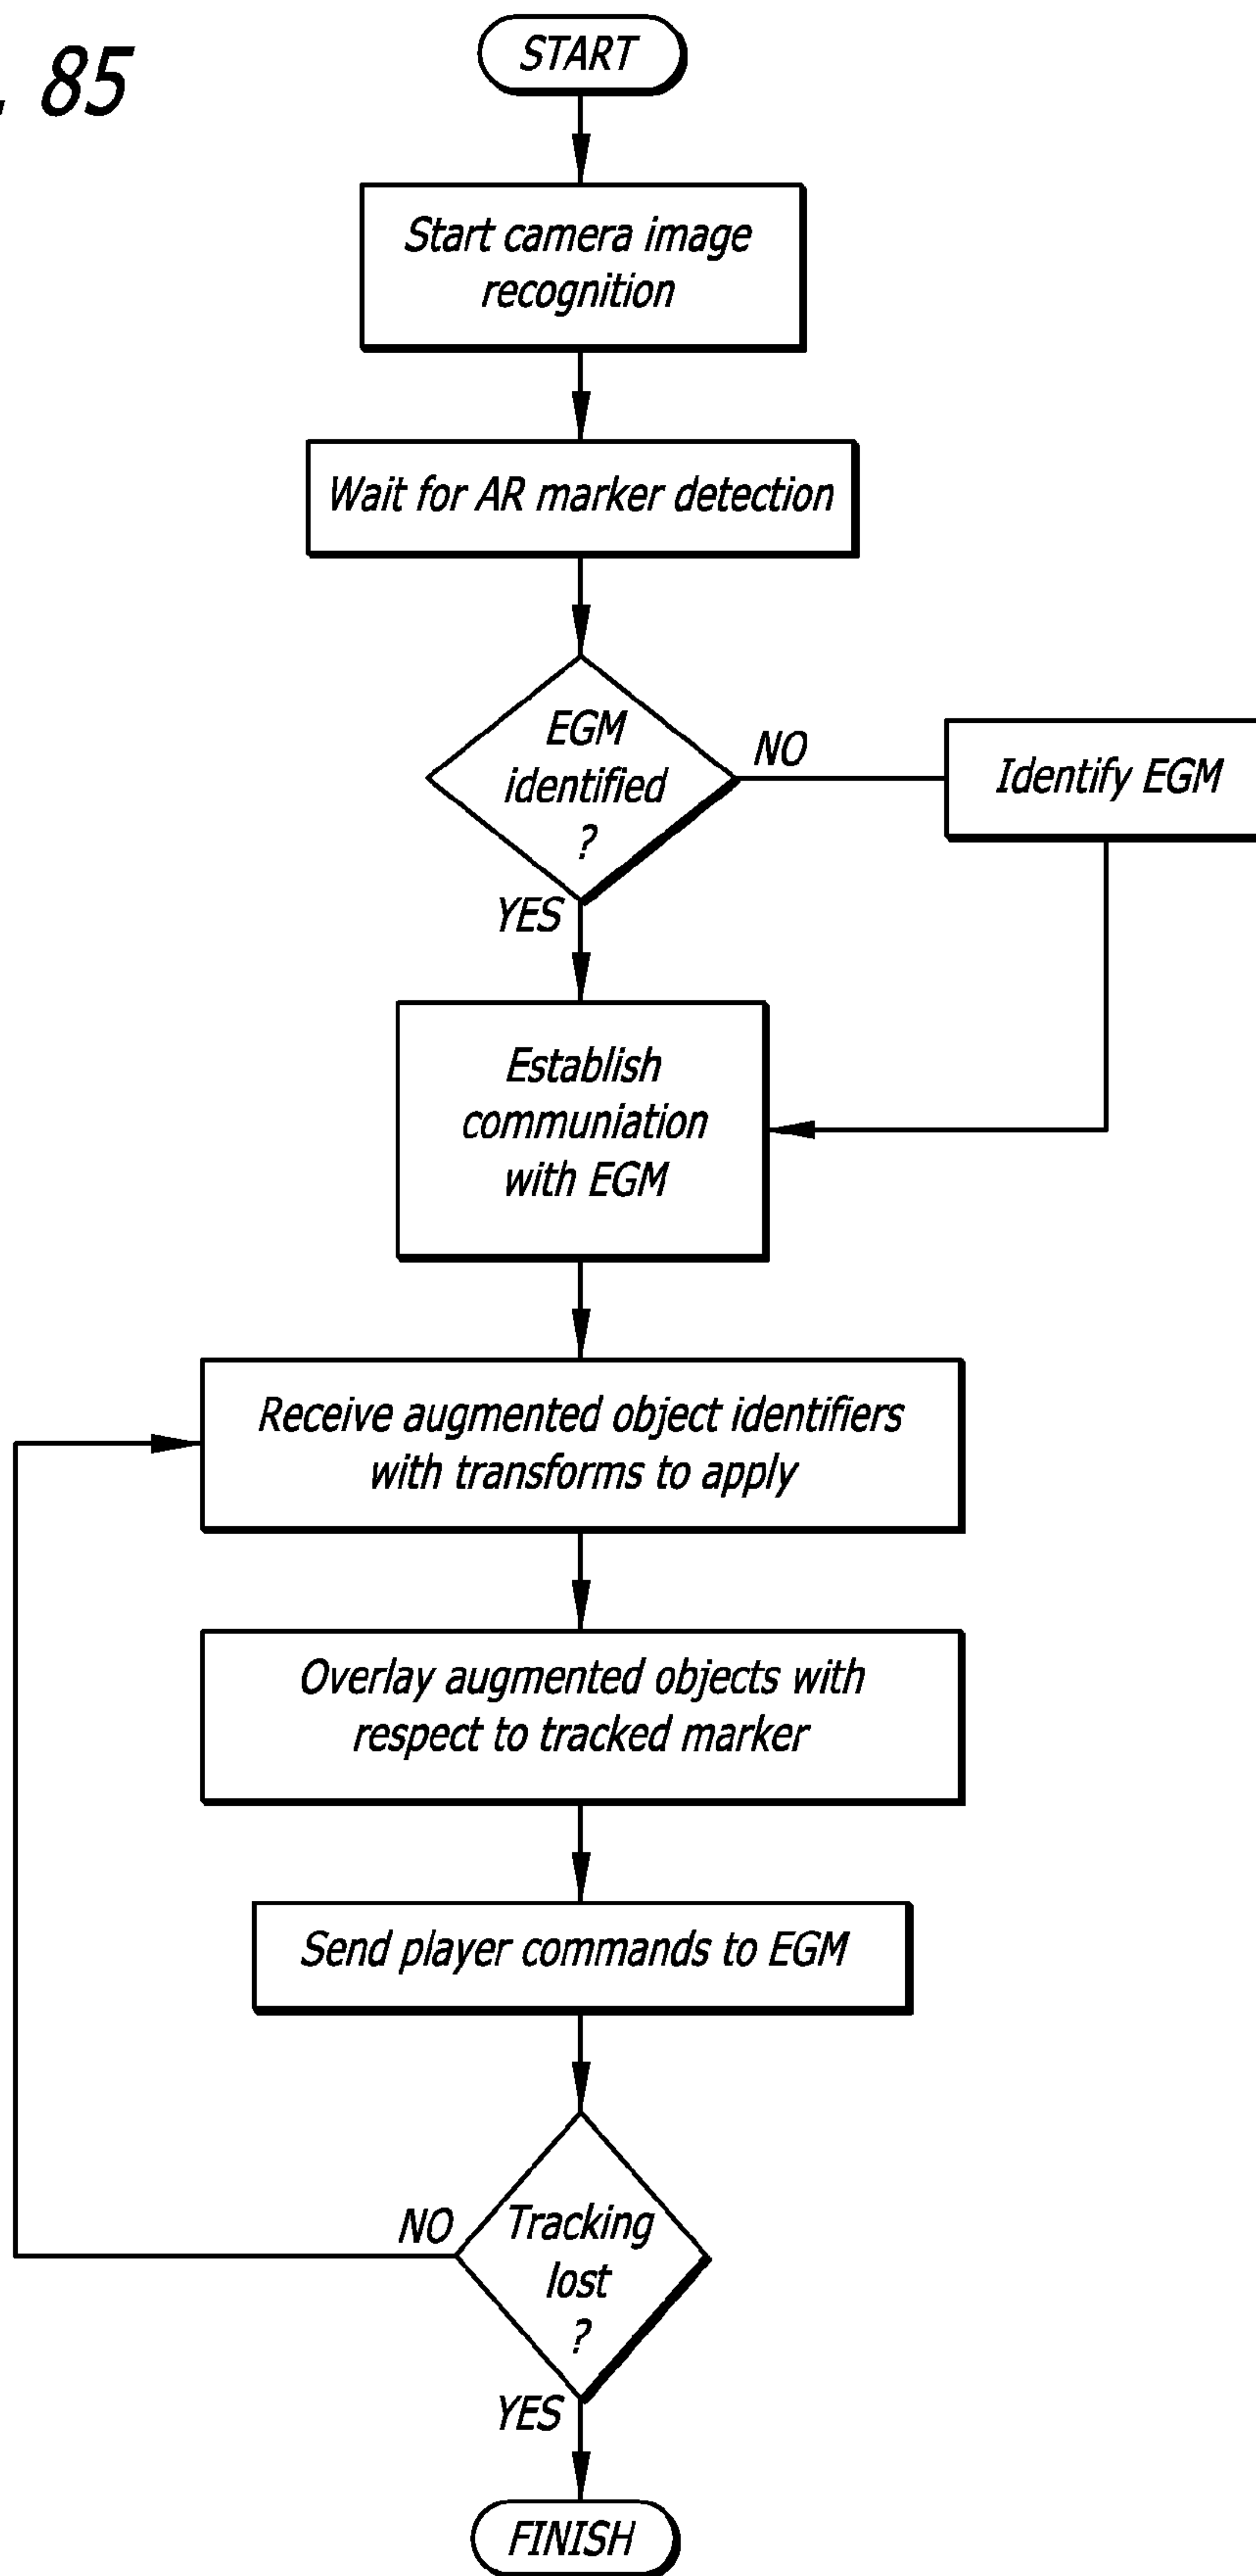 . 85
START
Start camera image
recognition
Wait for AR marker detection
EGM
identified
?
NO
Identify EGM
YES
Establish
communiation
with EGM
Receive augmented object identifiers
with transforms to apply
Overlay augmented objects with
respect to tracked marker
Send player commands to EGM
NO
Tracking
lost
?
YES
FINISH